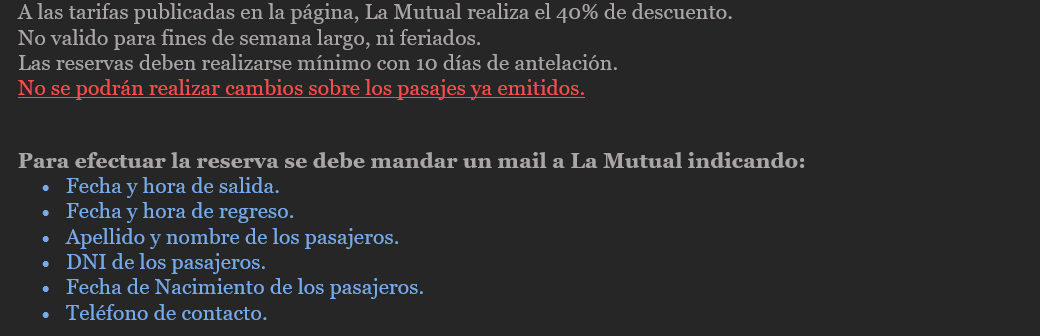 A las tarifas publicadas en la página, La Mutual realiza el 40% de descuento.
No valido para fines de semana largo, ni feriados.
Las reservas deben realizarse mínimo con 10 días de antelación.
No se podrán realizar cambios sobre los pasajes ya emitidos.
Para efectuar la reserva se debe mandar un mail a La Mutual indicando:
• Fecha y hora de salida.
• Fecha y hora de regreso.
• Apellido y nombre de los pasajeros.
• DNI de los pasajeros.
• Fecha de Nacimiento de los pasajeros.
• Teléfono de contacto.